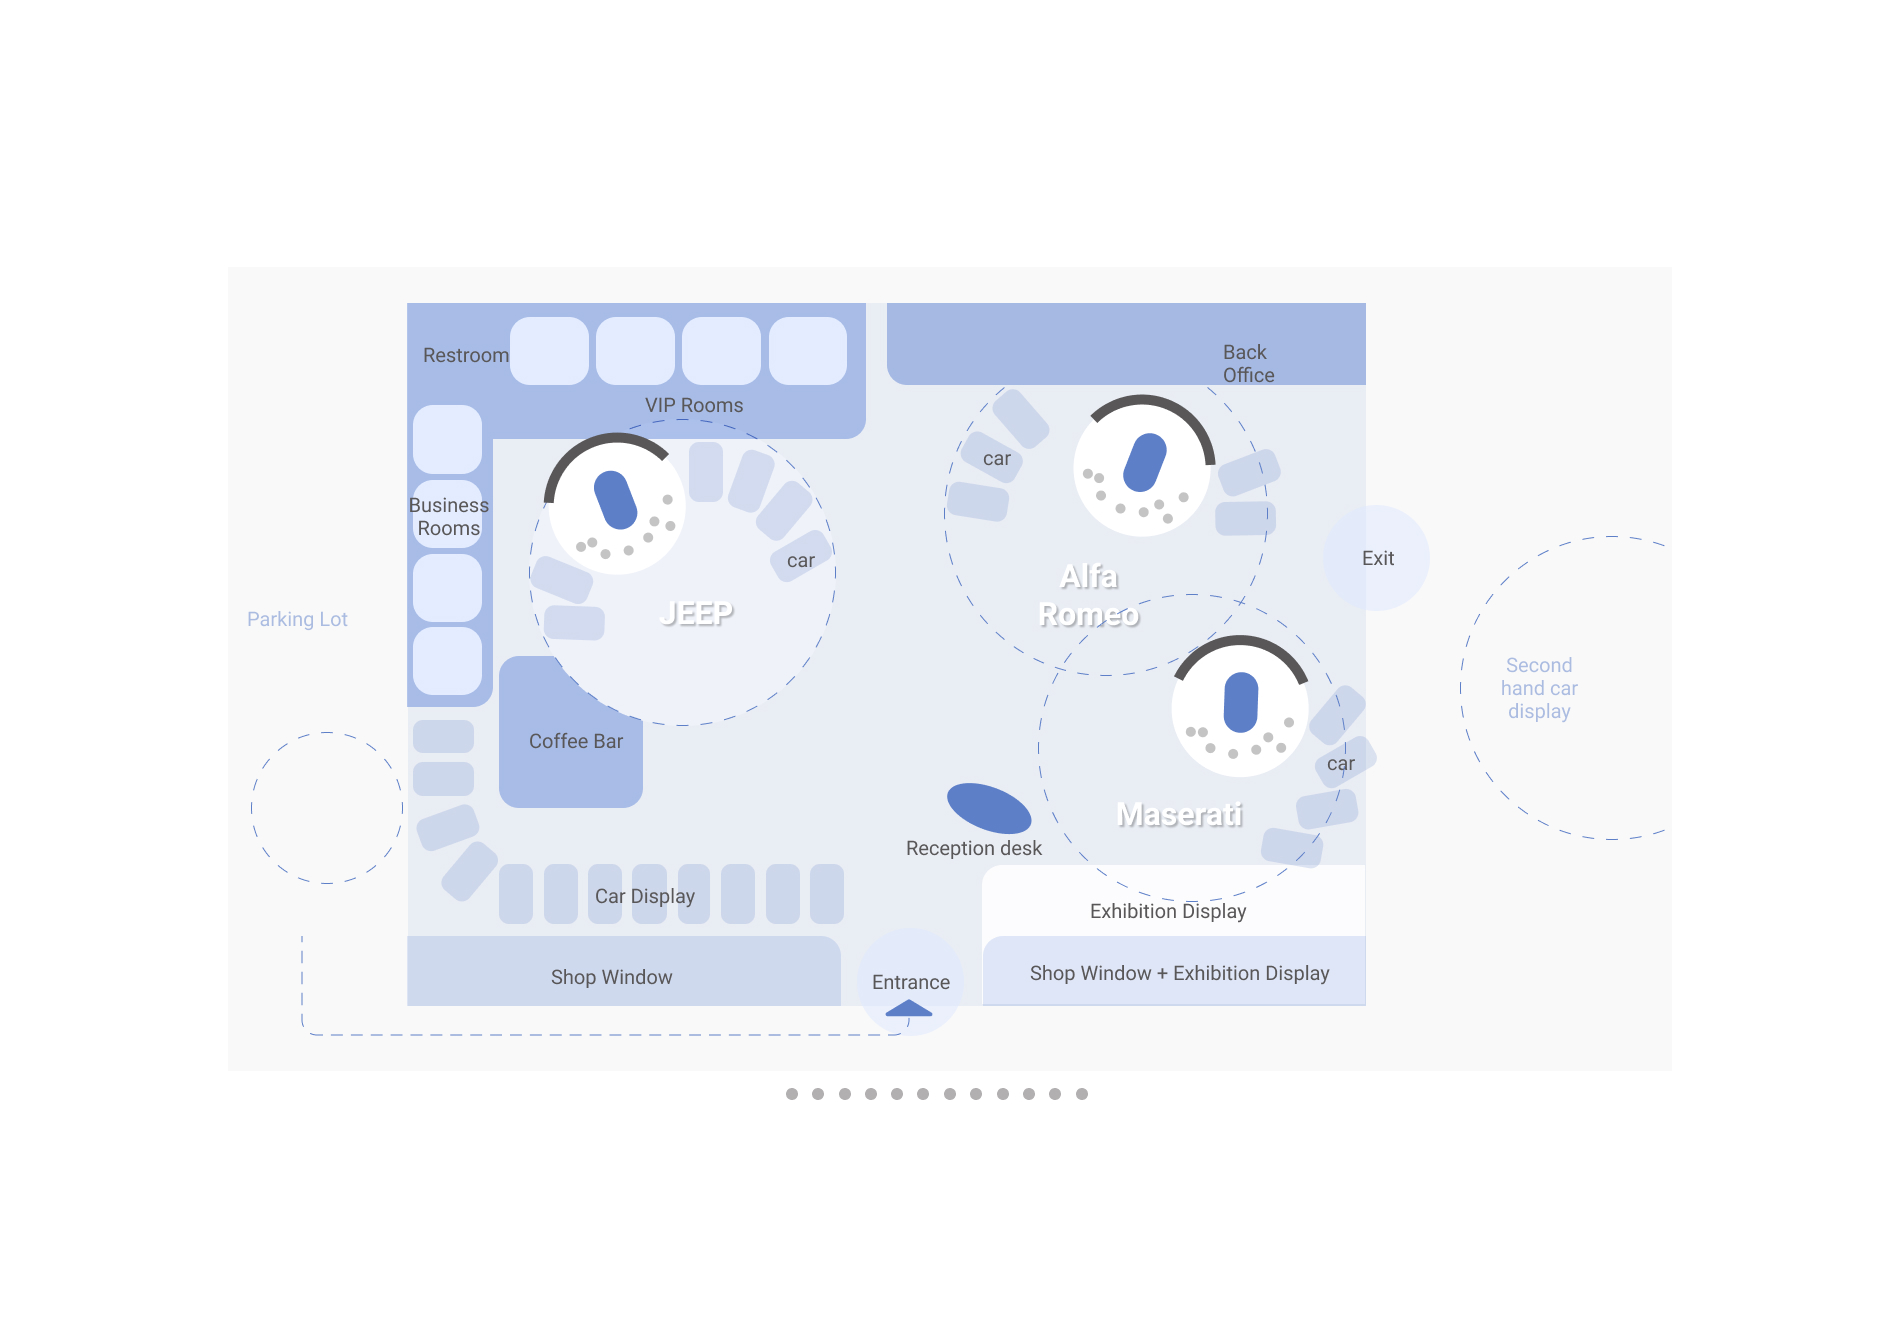 Restroom
Back
Office
VIP Rooms
car
Business
Rooms
car
Exit
Alfa
Romeo
JEEP
Parking Lot
Second
hand car
display
Coffee Bar
car
Maserati
Reception desk
Car Display
Exhibition Display
Shop Window
Entrance
Shop Window + Exhibition Display